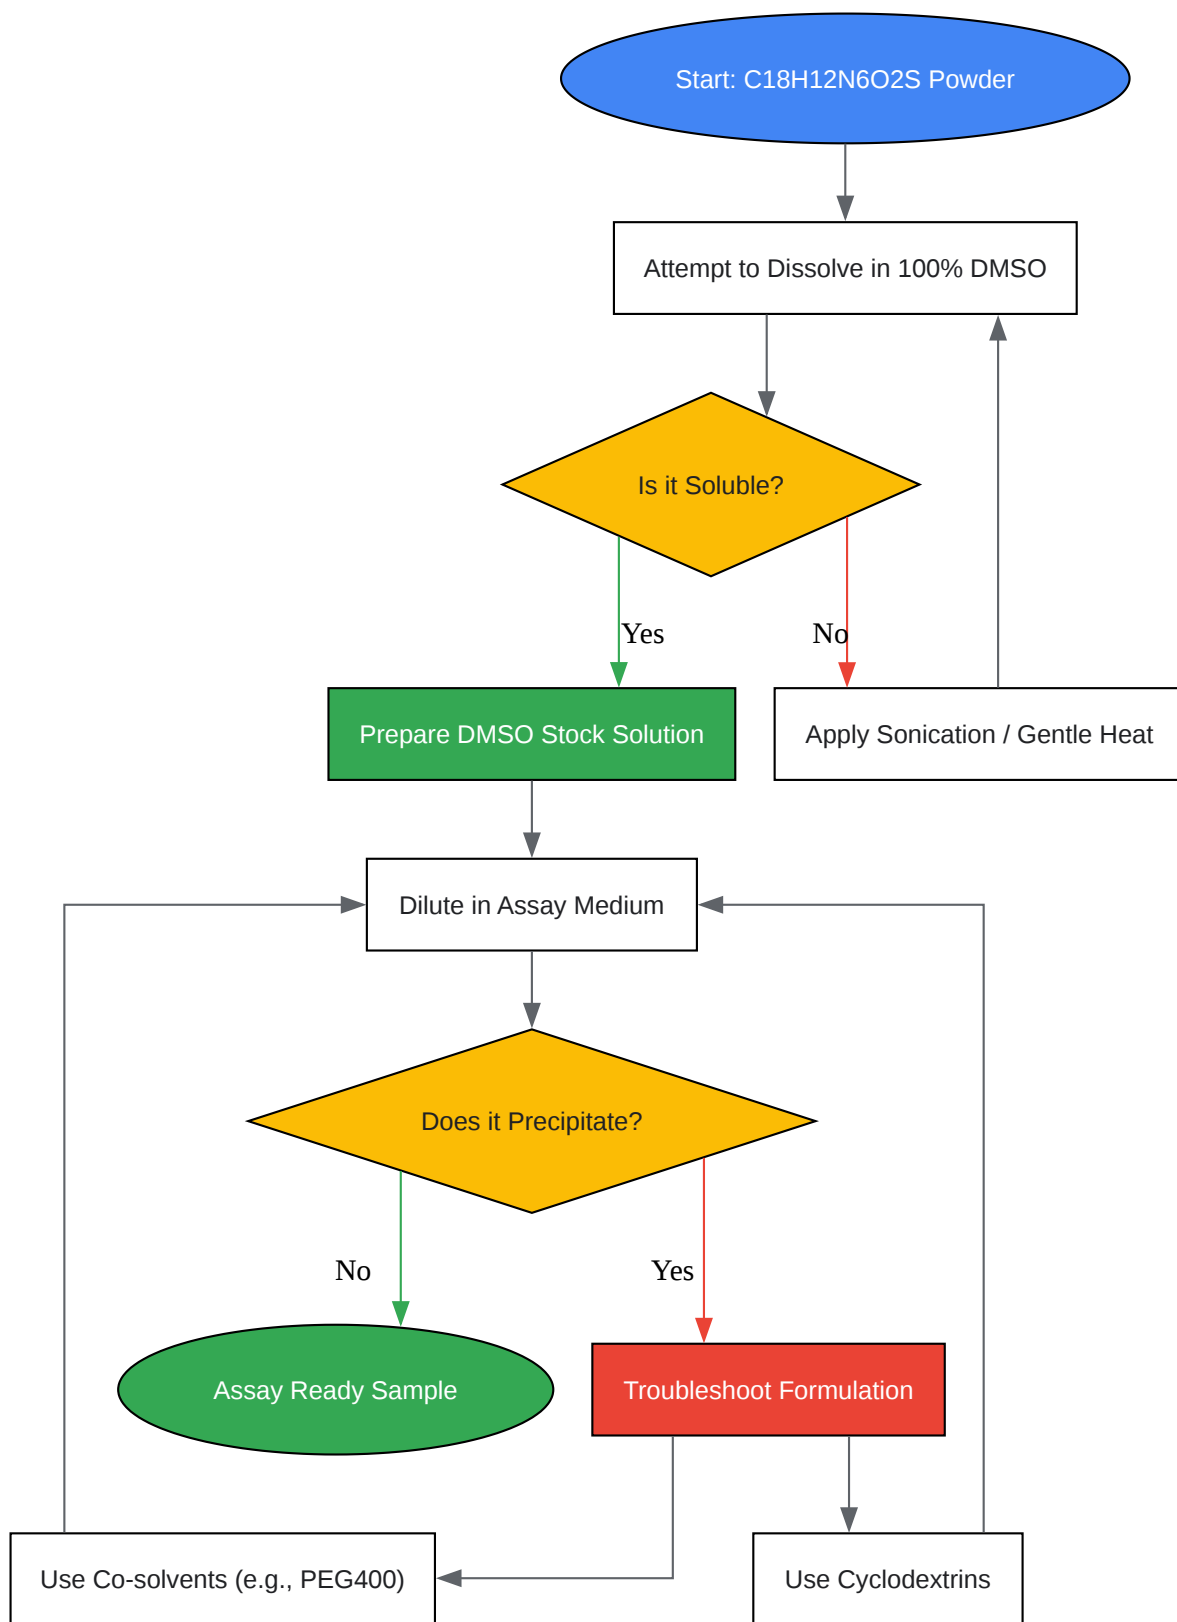 Start: C18H12N6O2S Powder
Attempt to Dissolve in 100% DMSO
Is it Soluble?
Yes
No
Prepare DMSO Stock Solution
Apply Sonication / Gentle Heat
Dilute in Assay Medium
Does it Precipitate?
No
Yes
Assay Ready Sample
Troubleshoot Formulation
Use Co-solvents (e.g., PEG400)
Use Cyclodextrins